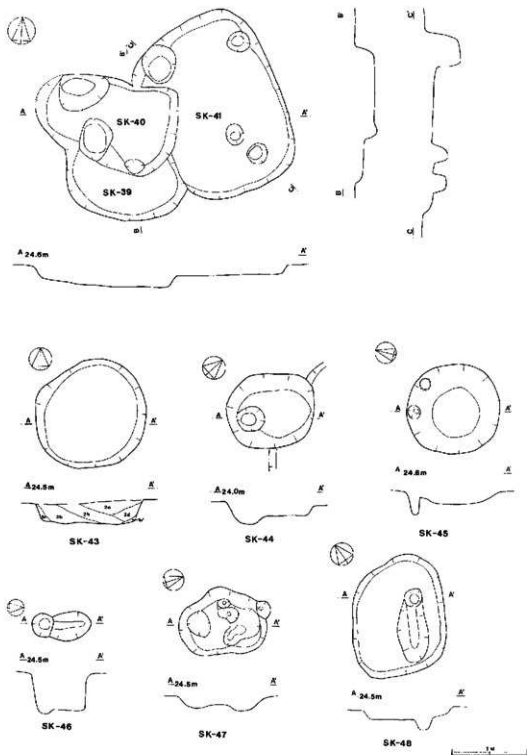 B' C'
B' C'
A SK-40 SK-41 A'
SK-39
B C
B
A 24.6m A'
C
A A'
A 24.5m A'
SK-43
A A'
A 24.0m A'
SK-44
A A'
A 24.8m A'
SK-45
A A'
A 24.5m A'
SK-46
A A'
A 24.5m A'
SK-47
A A'
A 24.5m A'
SK-48